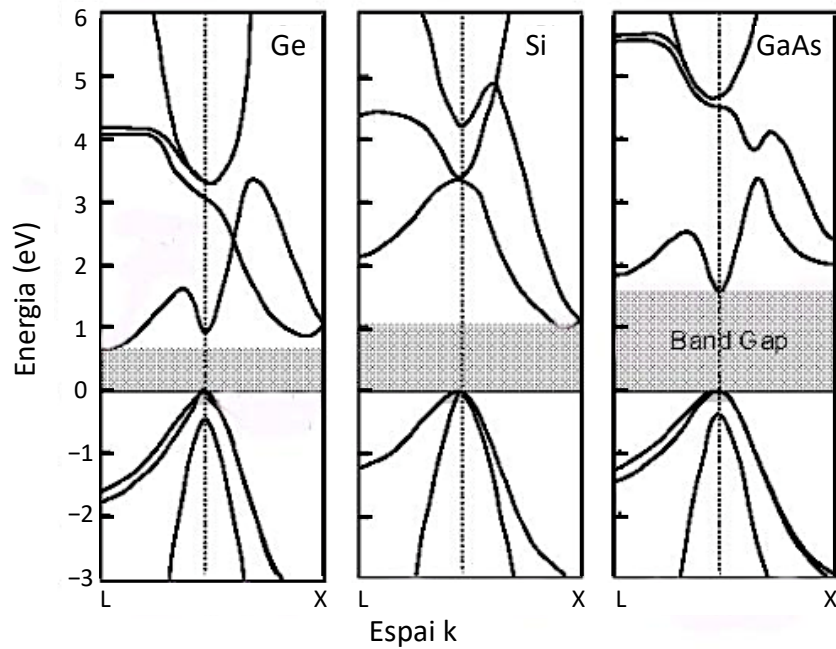 Ge
Si
GaAs
6
5
4
3
2
1
0
−1
−2
−3
Energia (eV)
Band Gap
L X L X L X
Espai k